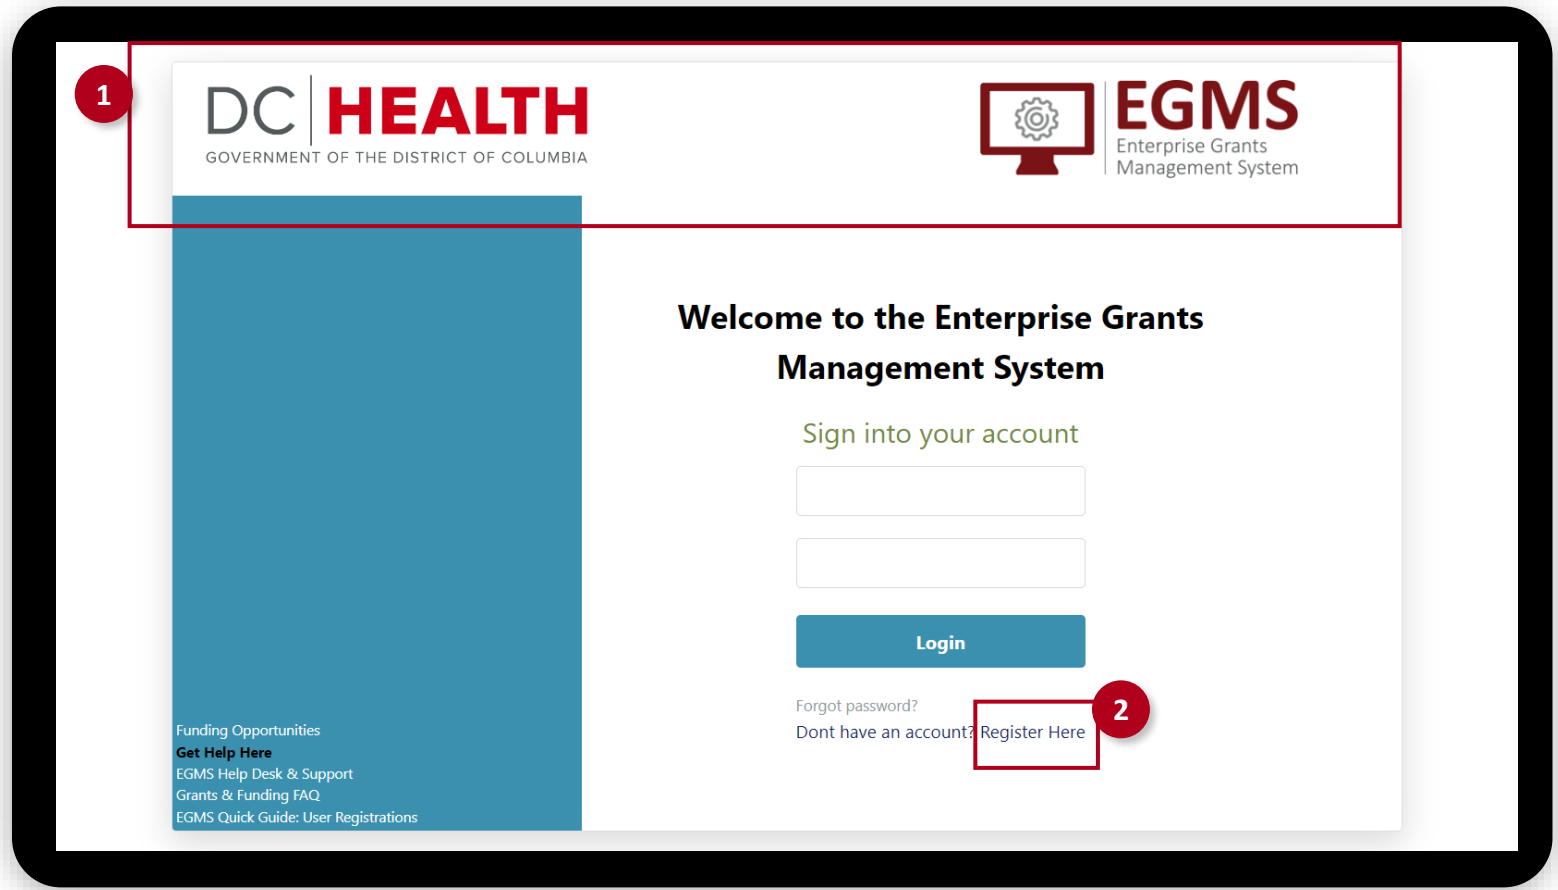 1
DC HEALTH
GOVERNMENT OF THE DISTRICT OF COLUMBIA
EGMS
Enterprise Grants
Management System
Welcome to the Enterprise Grants
Management System
Sign into your account
Login
Forgot password?
Dont have an account? Register Here
2
Funding Opportunities
Get Help Here
EGMS Help Desk & Support
Grants & Funding FAQ
EGMS Quick Guide: User Registrations